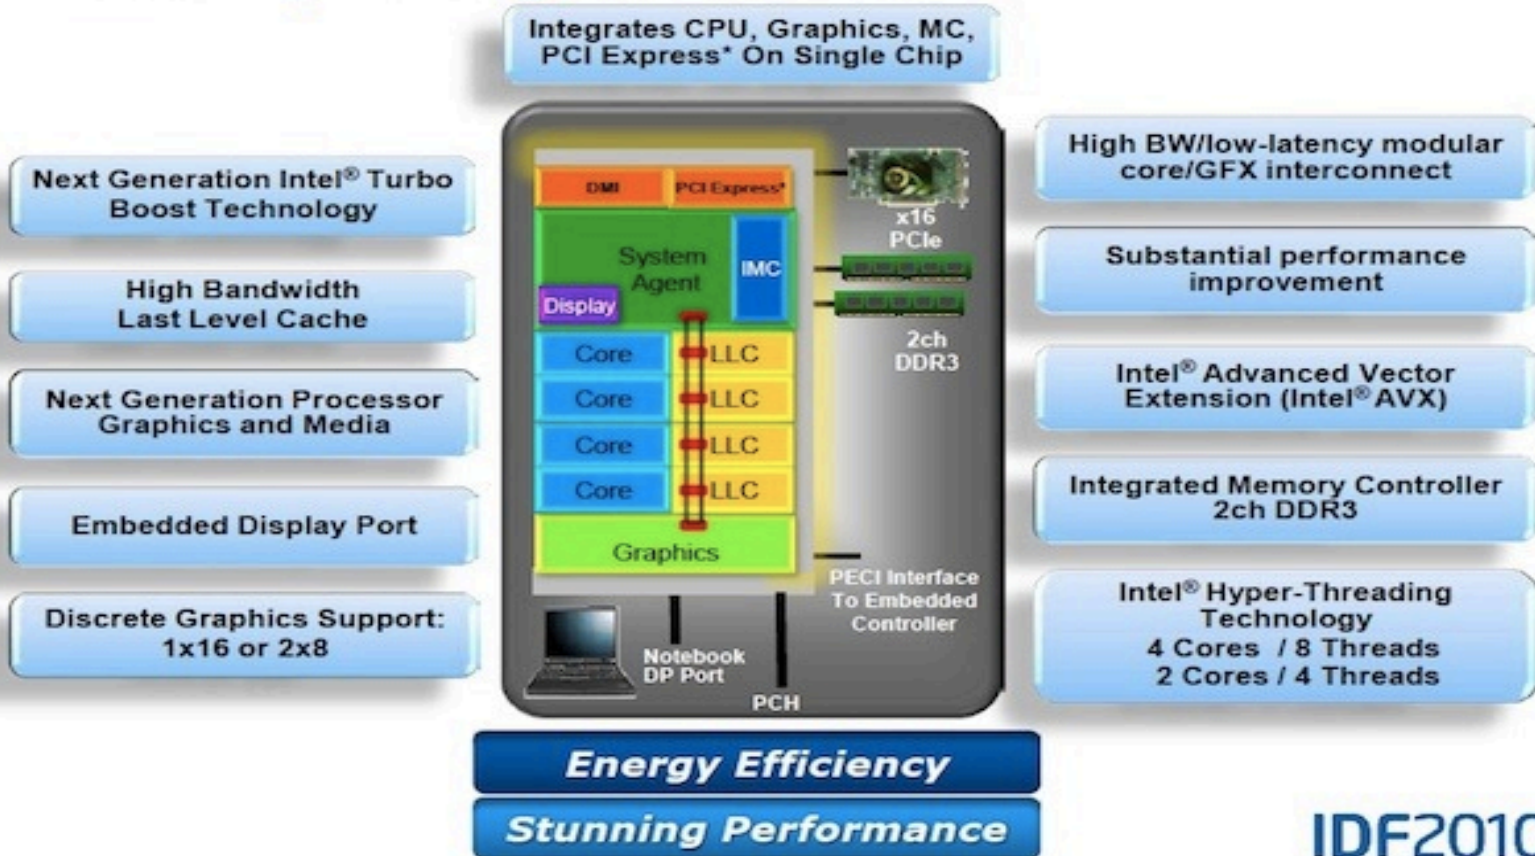 Integrates CPU, Graphics, MC,
PCI Express* On Single Chip
Next Generation Intel® Turbo
Boost Technology
High Bandwidth
Last Level Cache
Next Generation Processor
Graphics and Media
Embedded Display Port
Discrete Graphics Support:
1x16 or 2x8
DMI
PCI Express*
System
Agent
IMC
Display
Core
LLC
Core
LLC
Core
LLC
Core
LLC
Graphics
x16
PCIe
2ch
DDR3
PECI Interface
To Embedded
Controller
Notebook
DP Port
PCH
High BW/low-latency modular
core/GFX interconnect
Substantial performance
improvement
Intel® Advanced Vector
Extension (Intel® AVX)
Integrated Memory Controller
2ch DDR3
Intel® Hyper-Threading
Technology
4 Cores / 8 Threads
2 Cores / 4 Threads
Energy Efficiency
Stunning Performance
IDF2010